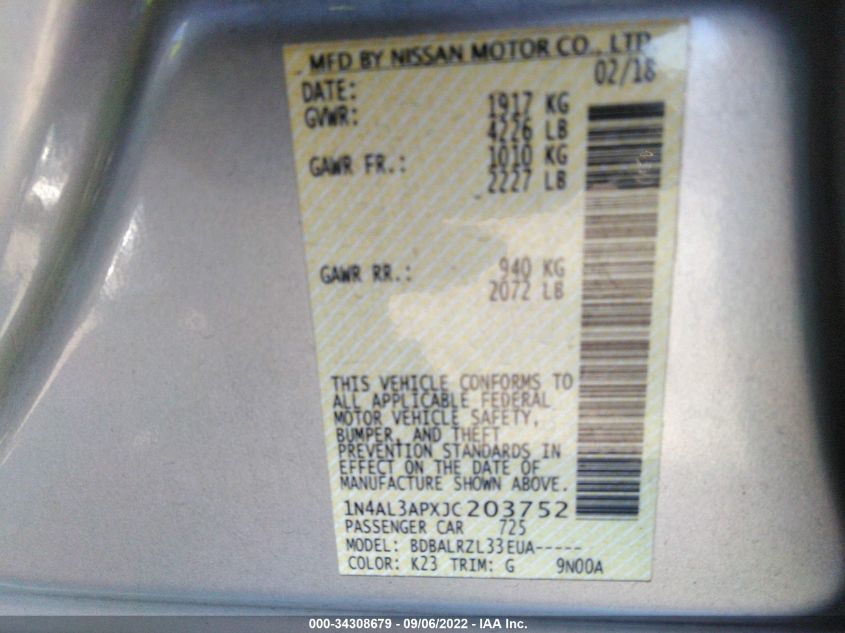 MFD BY NISSAN MOTOR CO., LTD
DATE: 02/18
GVWR: 1917 KG
4226 LB
GAWR FR.: 1010 KG
2227 LB
GAWR RR.: 940 KG
2072 LB
THIS VEHICLE CONFORMS TO
ALL APPLICABLE FEDERAL
MOTOR VEHICLE SAFETY,
BUMPER, AND THEFT
PREVENTION STANDARDS IN
EFFECT ON THE DATE OF
MANUFACTURE SHOWN ABOVE.
1N4AL3APXJC203752
PASSENGER CAR 725
MODEL: BDBALRZL33EUA-----
COLOR: K23 TRIM: G 9N00A
000-34308679 - 09/06/2022 - IAA Inc.